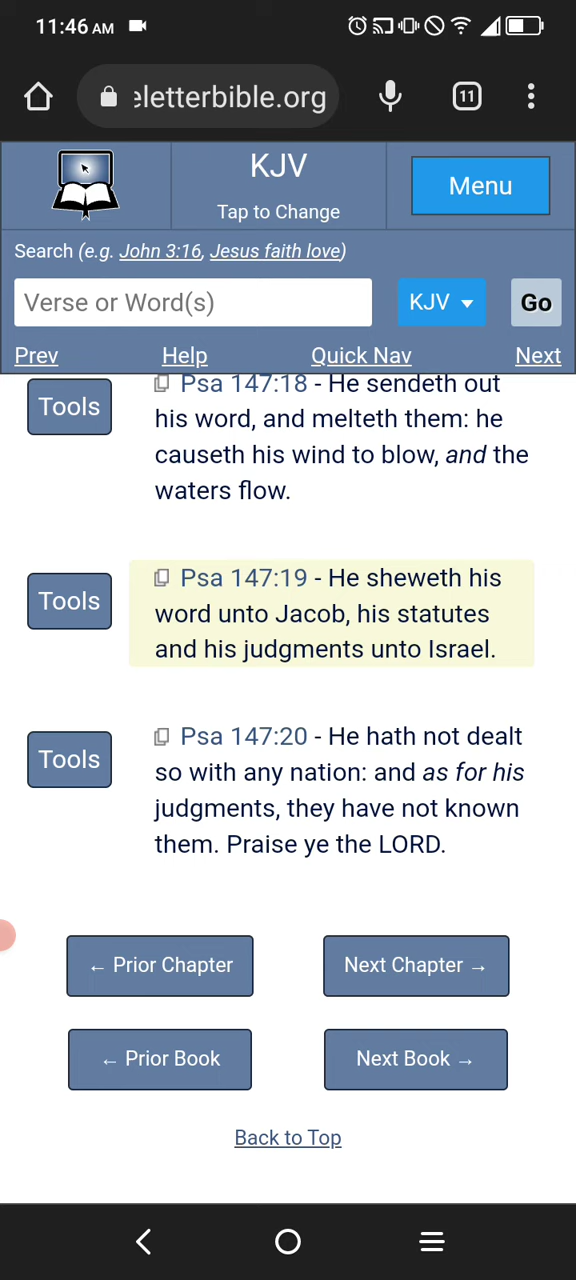 11:46 AM
:eletterbible.org
11
KJV
Tap to Change
Menu
Search (e.g. John 3:16, Jesus faith love)
Verse or Word(s)
KJV
Go
Prev
Help
Quick Nav
Next
Tools
Psa 147:18 - He sendeth out
his word, and melteth them: he
causeth his wind to blow, and the
waters flow.
Tools
Psa 147:19 - He sheweth his
word unto Jacob, his statutes
and his judgments unto Israel.
Tools
Psa 147:20 - He hath not dealt
so with any nation: and as for his
judgments, they have not known
them. Praise ye the LORD.
← Prior Chapter
Next Chapter →
← Prior Book
Next Book →
Back to Top